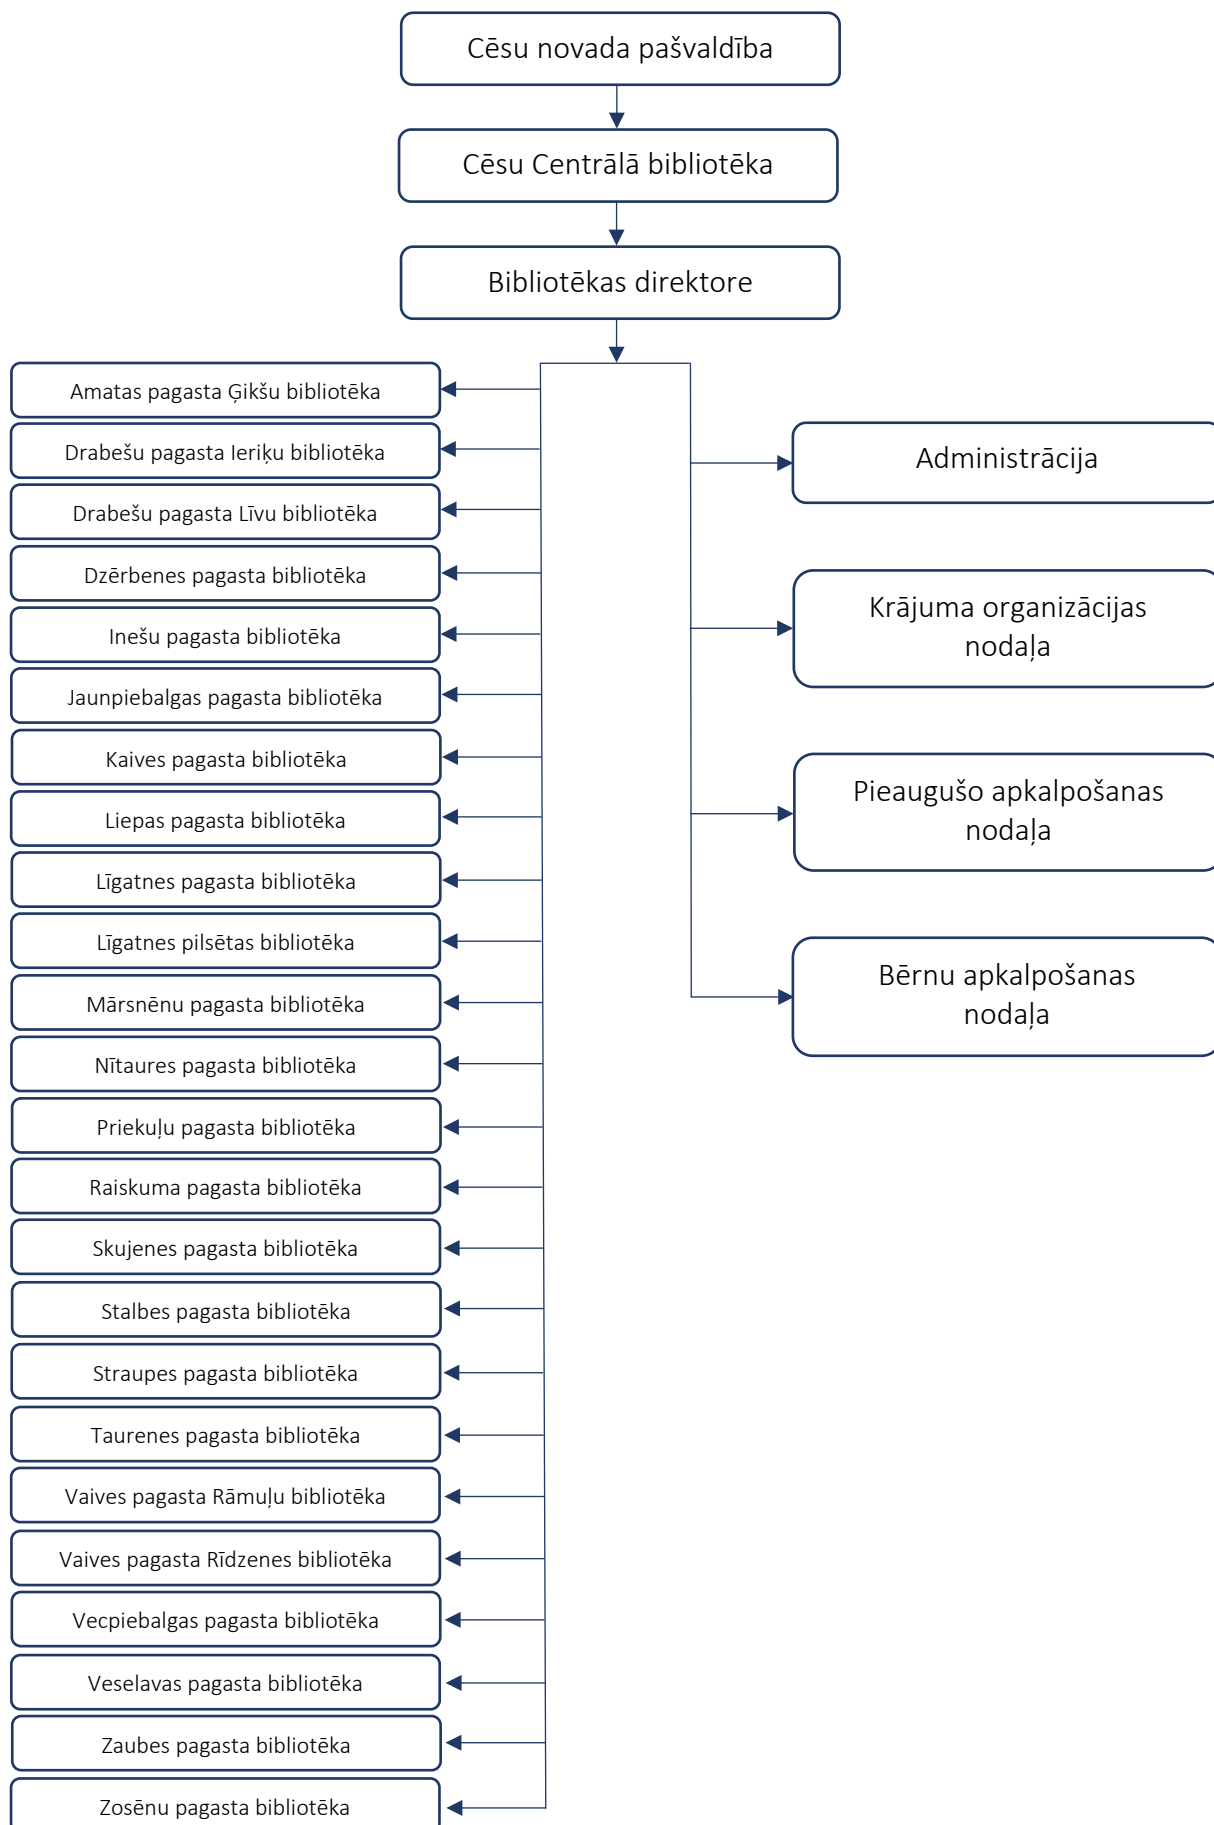 Cēsu novada pašvaldība
Cēsu Centrālā bibliotēka
Bibliotēkas direktore
Amatas pagasta Ģikšu bibliotēka
Drabešu pagasta Ieriķu bibliotēka
Drabešu pagasta Līvu bibliotēka
Dzērbenes pagasta bibliotēka
Inešu pagasta bibliotēka
Jaunpiebalgas pagasta bibliotēka
Kaives pagasta bibliotēka
Liepas pagasta bibliotēka
Līgatnes pagasta bibliotēka
Līgatnes pilsētas bibliotēka
Mārsnēnu pagasta bibliotēka
Nītaures pagasta bibliotēka
Priekuļu pagasta bibliotēka
Raiskuma pagasta bibliotēka
Skujenes pagasta bibliotēka
Stalbes pagasta bibliotēka
Straupes pagasta bibliotēka
Taurenes pagasta bibliotēka
Vaives pagasta Rāmuļu bibliotēka
Vaives pagasta Rīdzenes bibliotēka
Vecpiebalgas pagasta bibliotēka
Veselavas pagasta bibliotēka
Zaubes pagasta bibliotēka
Zosēnu pagasta bibliotēka
Administrācija
Krājuma organizācijas
nodaļa
Pieaugušo apkalpošanas
nodaļa
Bērnu apkalpošanas
nodaļa